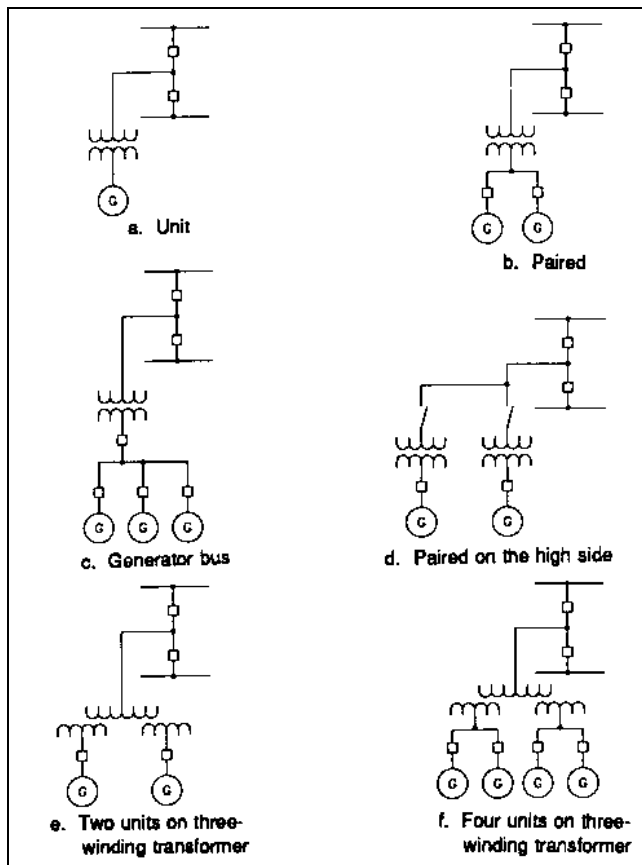 G
a. Unit
G G
b. Paired
G G G
c. Generator bus
G G
d. Paired on the high side
G G
e. Two units on three-
winding transformer
G G G G
f. Four units on three-
winding transformer